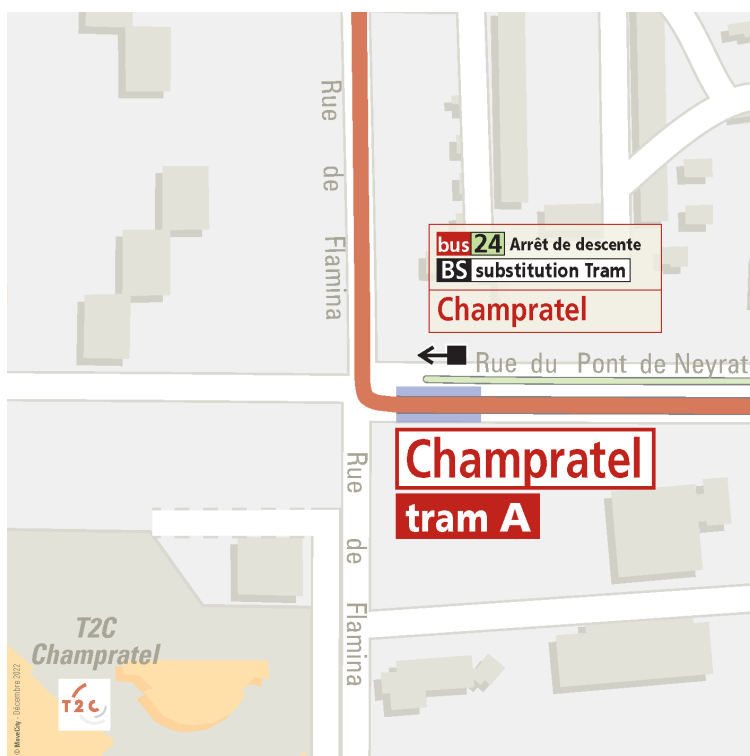 Rue de Flamina
bus 24 Arrêt de descente
BS substitution Tram
Champratel
Rue du Pont de Neyrat
Champratel
tram A
Rue de Flamina
T2C
Champratel
T2C
© MoveCity - Décembre 2022